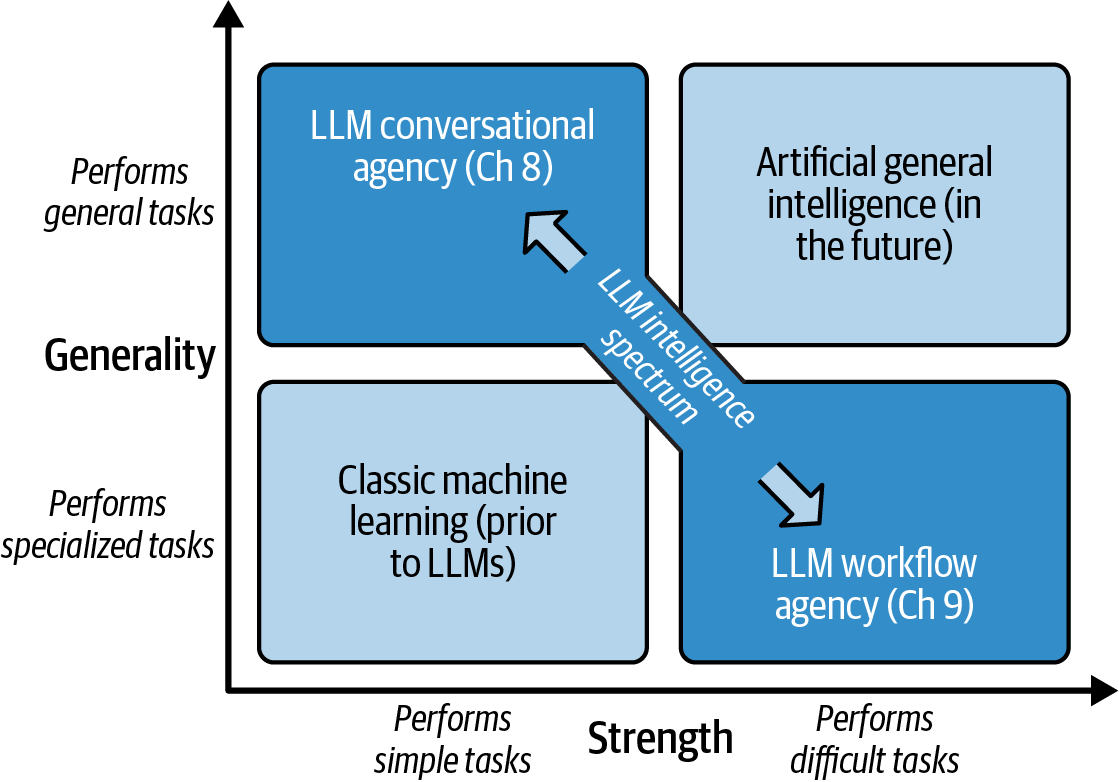 LLM conversational
agency (Ch 8)
Artificial general
intelligence (in
the future)
Performs
general tasks
LLM intelligence
spectrum
Generality
Classic machine
learning (prior
to LLMs)
Performs
specialized tasks
LLM workflow
agency (Ch 9)
Performs
simple tasks
Strength
Performs
difficult tasks